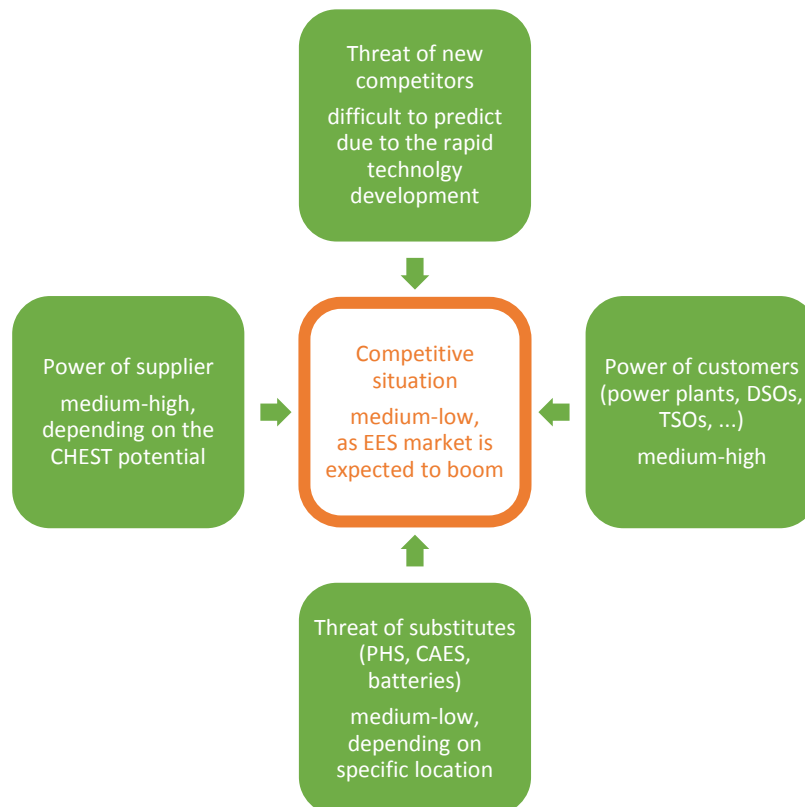 Threat of new
competitors
difficult to predict
due to the rapid
technolgy
development
Power of supplier
medium-high,
depending on the
CHEST potential
Competitive
situation
medium-low,
as EES market is
expected to boom
Power of customers
(power plants, DSOs,
TSOs, ...)
medium-high
Threat of substitutes
(PHS, CAES,
batteries)
medium-low,
depending on
specific location